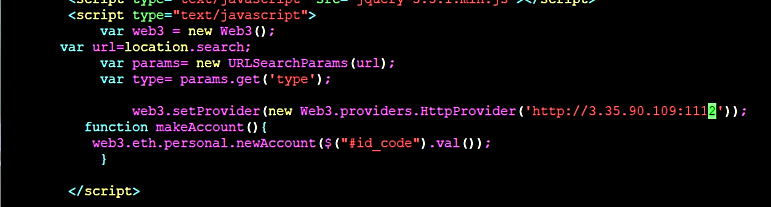 <script type="text/javascript" src="jquery-3.3.1.min.js"></script>
<script type="text/javascript">
var web3 = new Web3();
var url=location.search;
var params= new URLSearchParams(url);
var type= params.get('type');
web3.setProvider(new Web3.providers.HttpProvider('http://3.35.90.109:1112'));
function makeAccount(){
web3.eth.personal.newAccount($("#id_code").val());
}
</script>